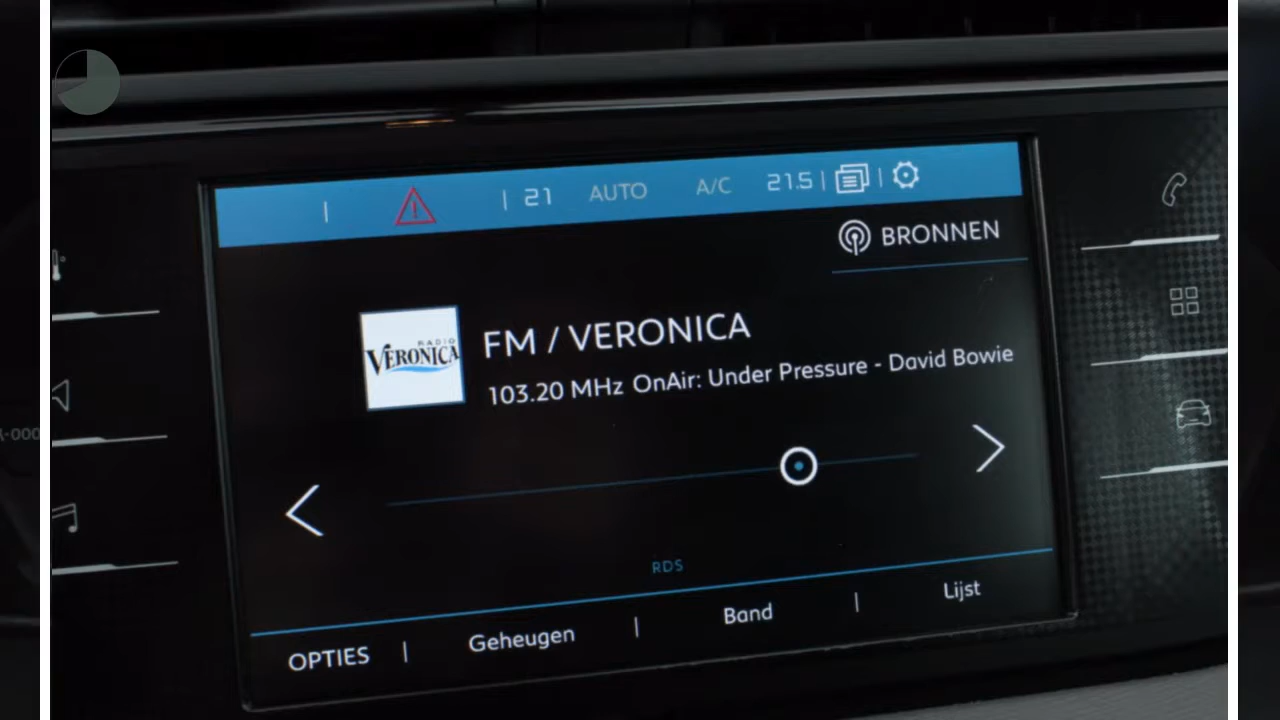 21 AUTO A/C 21.5
BRONNEN
RADIO
VERONICA
FM / VERONICA
103.20 MHz OnAir: Under Pressure - David Bowie
RDS
OPTIES | Geheugen | Band | Lijst